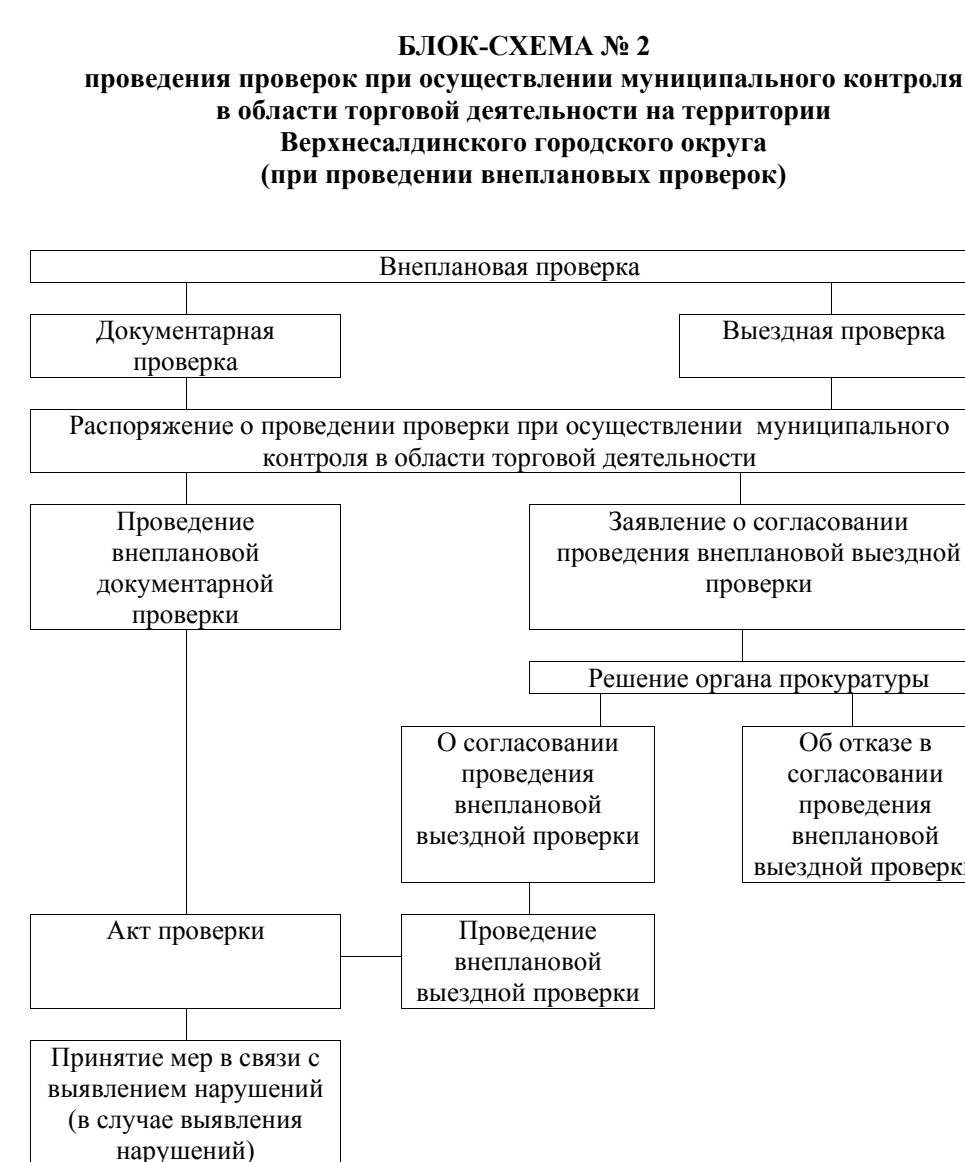 БЛОК-СХЕМА № 2
проведения проверок при осуществлении муниципального контроля
в области торговой деятельности на территории
Верхнесалдинского городского округа
(при проведении внеплановых проверок)
Внеплановая проверка
Документарная
проверка
Выездная проверка
Распоряжение о проведении проверки при осуществлении муниципального
контроля в области торговой деятельности
Проведение
внеплановой
документарной
проверки
Заявление о согласовании
проведения внеплановой выездной
проверки
Решение органа прокуратуры
О согласовании
проведения
внеплановой
выездной проверки
Об отказе в
согласовании
проведения
внеплановой
выездной проверки
Акт проверки
Проведение
внеплановой
выездной проверки
Принятие мер в связи с
выявлением нарушений
(в случае выявления
нарушений)